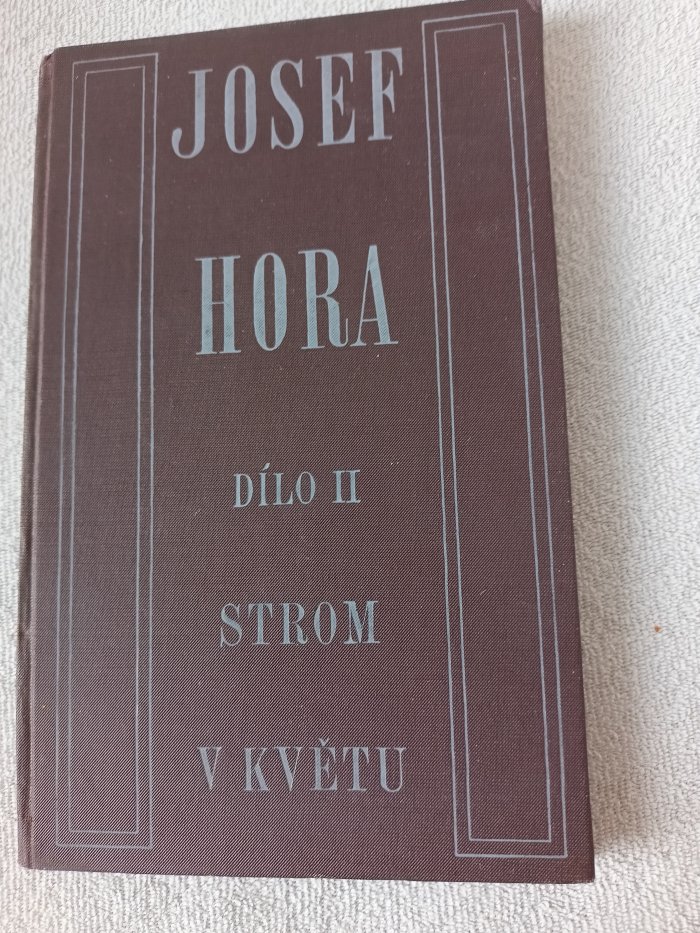 JOSEF
HORA
DÍLO II
STROM
V KVĚTU